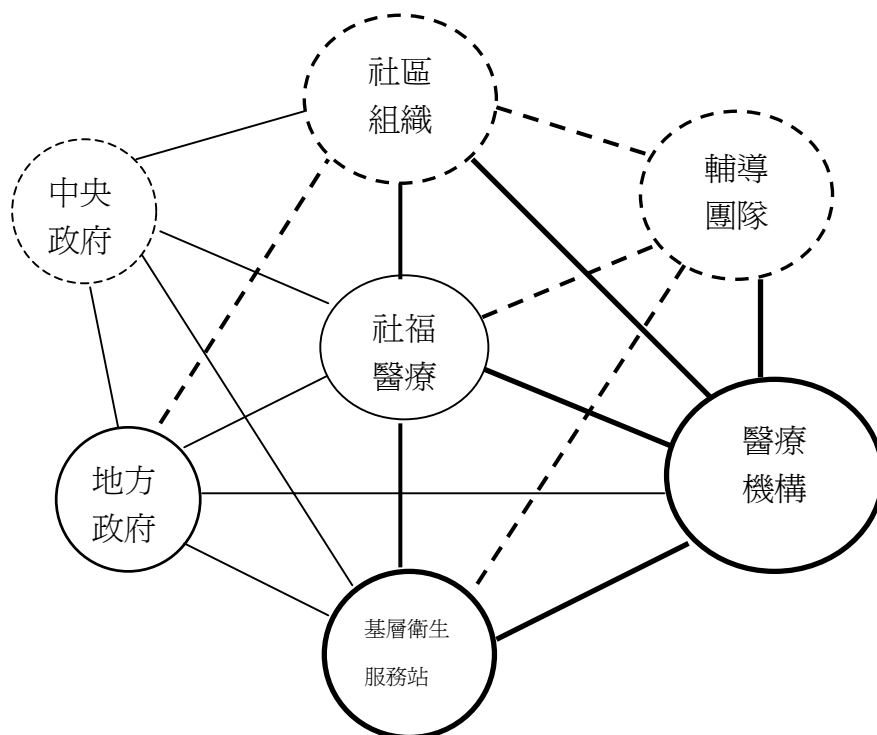 社區
組織
輔導
團隊
中央
政府
社福
醫療
醫療
機構
地方
政府
基層衛生
服務站